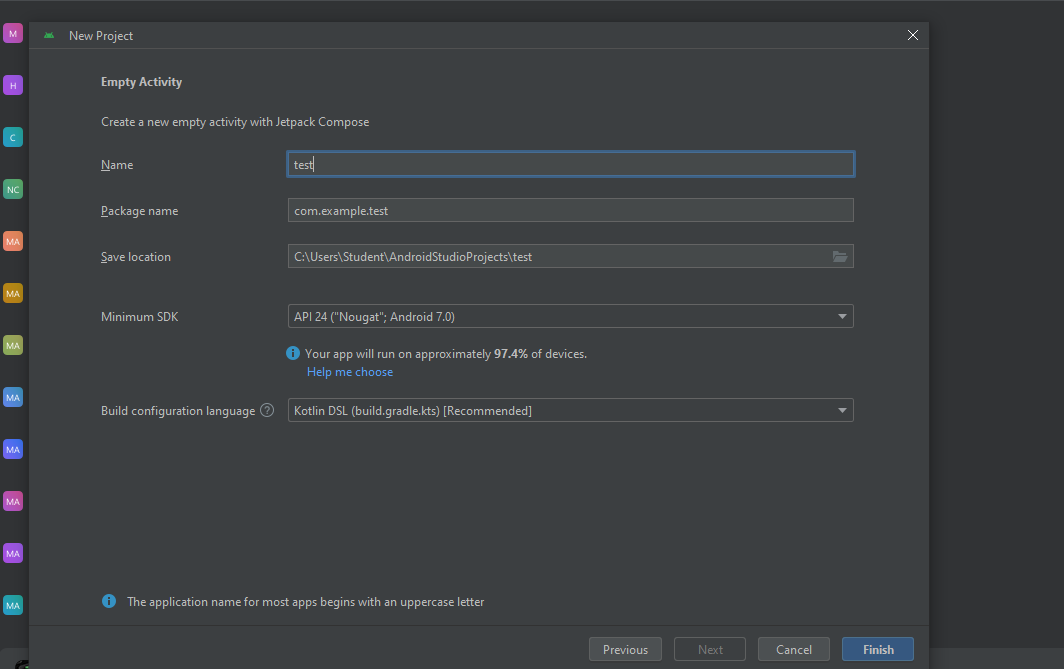 New Project
M
H
C
NC
MA
MA
MA
MA
MA
MA
MA
MA
Empty Activity
Create a new empty activity with Jetpack Compose
Name test
Package name com.example.test
Save location C:\Users\Student\AndroidStudioProjects\test
Minimum SDK API 24 ("Nougat"; Android 7.0)
Your app will run on approximately 97.4% of devices.
Help me choose
Build configuration language ? Kotlin DSL (build.gradle.kts) [Recommended]
The application name for most apps begins with an uppercase letter
Previous Next Cancel Finish